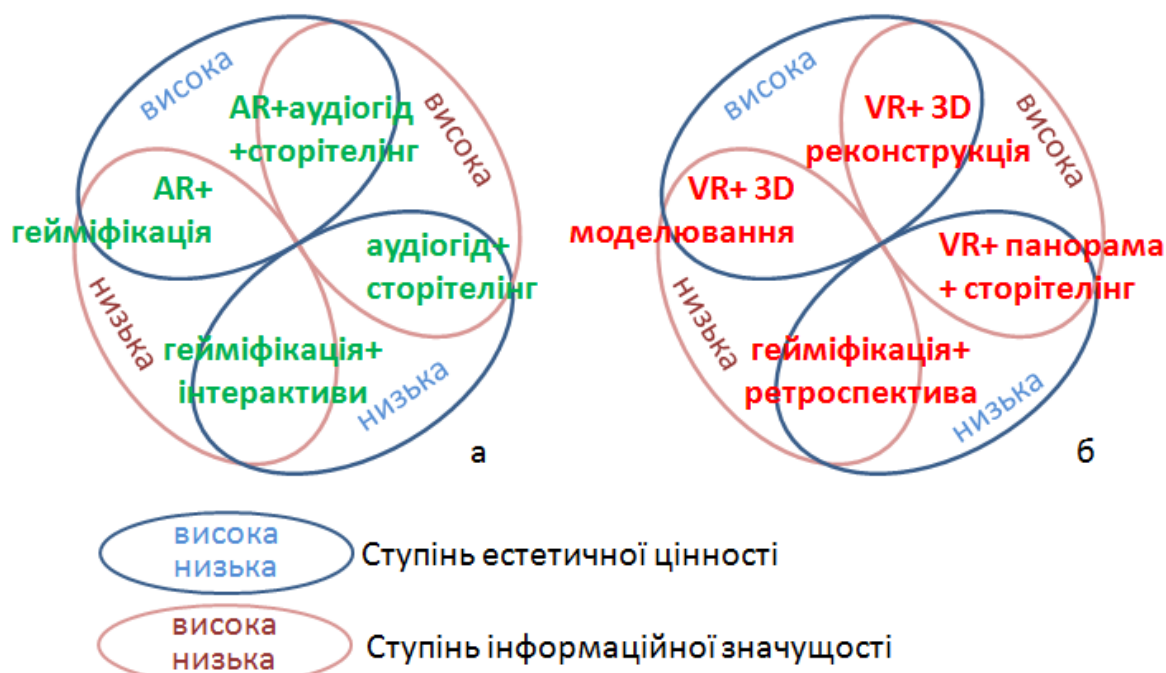 висока
AR+аудіогід
+сторітелінг
висока
AR+
гейміфікація
аудіогід+
сторітелінг
низька
гейміфікація+
інтерактиви
низька
а
висока
VR+ 3D
реконструкція
висока
VR+ 3D
моделювання
VR+ панорама
+ сторітелінг
низька
гейміфікація+
ретроспектива
низька
б
висока
низька
Ступінь естетичної цінності
висока
низька
Ступінь інформаційної значущості